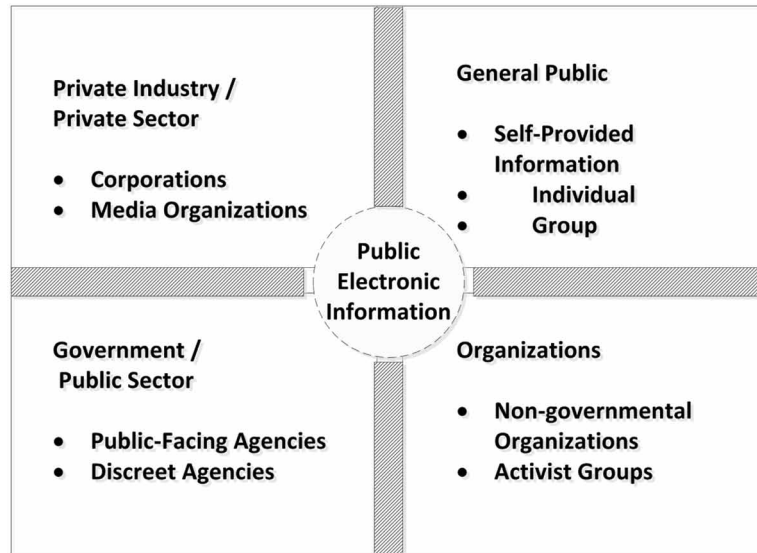 Private Industry /
Private Sector
• Corporations
• Media Organizations
General Public
• Self-Provided
Information
• Individual
• Group
Public
Electronic
Information
Government /
Public Sector
• Public-Facing Agencies
• Discreet Agencies
Organizations
• Non-governmental
Organizations
• Activist Groups